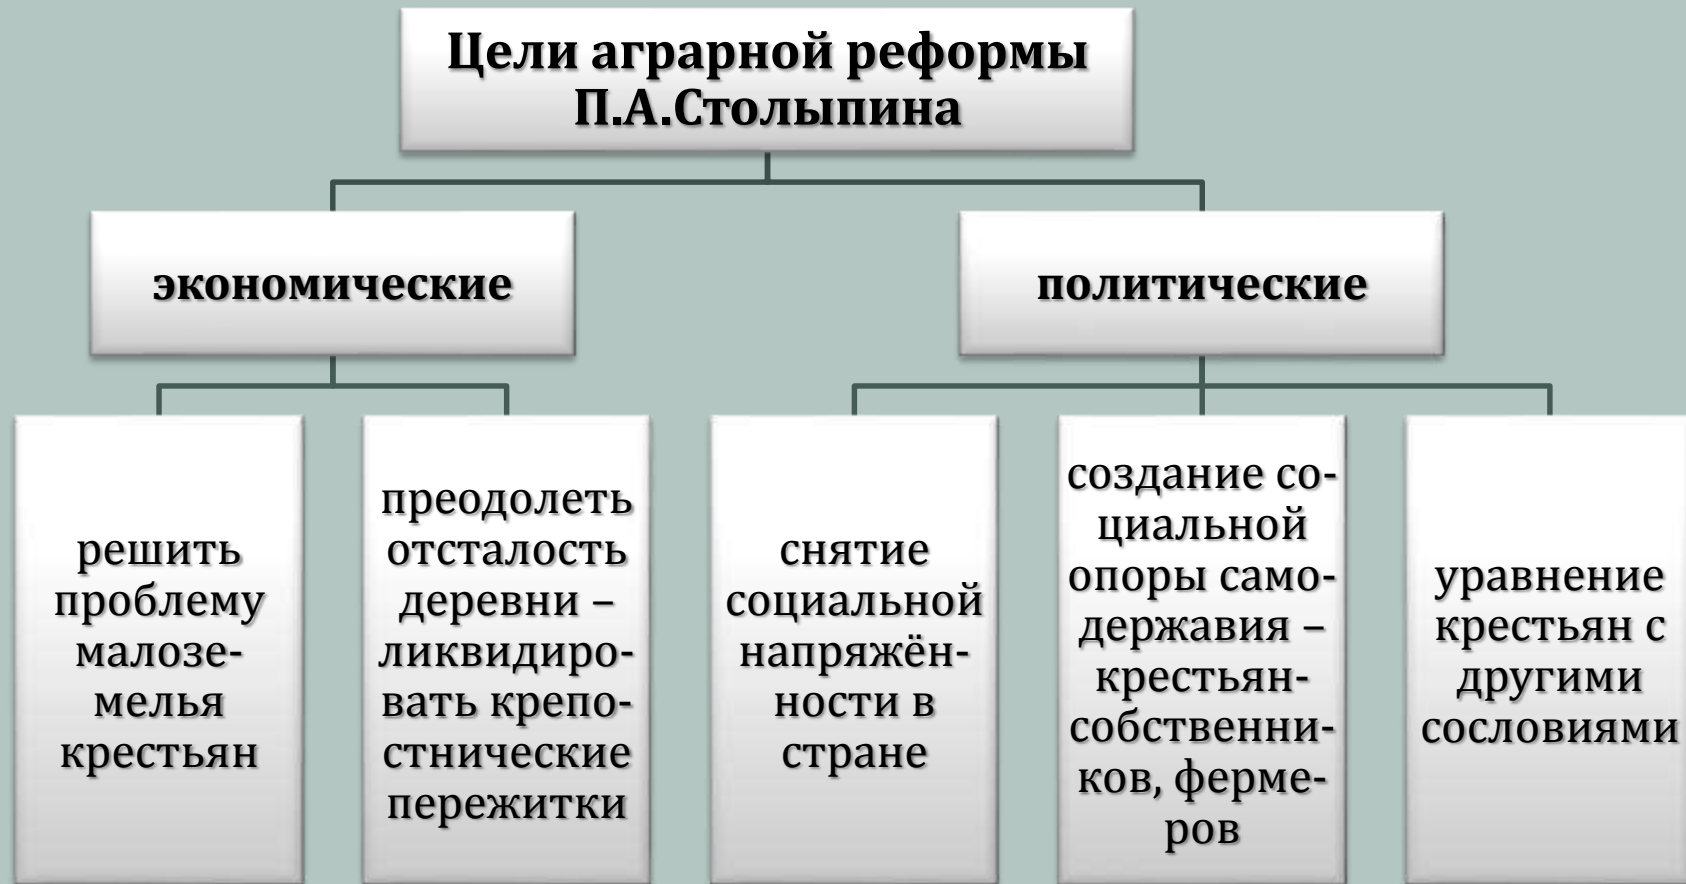 Цели аграрной реформы
П.А.Столыпина
экономические
политические
решить
проблему
малозе-
мелья
крестьян
преодолеть
отсталость
деревни –
ликвидиро-
вать крепо-
стнические
пережитки
снятие
социальной
напряжён-
ности в
стране
создание со-
циальной
опоры само-
державия –
крестьян-
собственни-
ков, ферме-
ров
уравнение
крестьян с
другими
сословиями